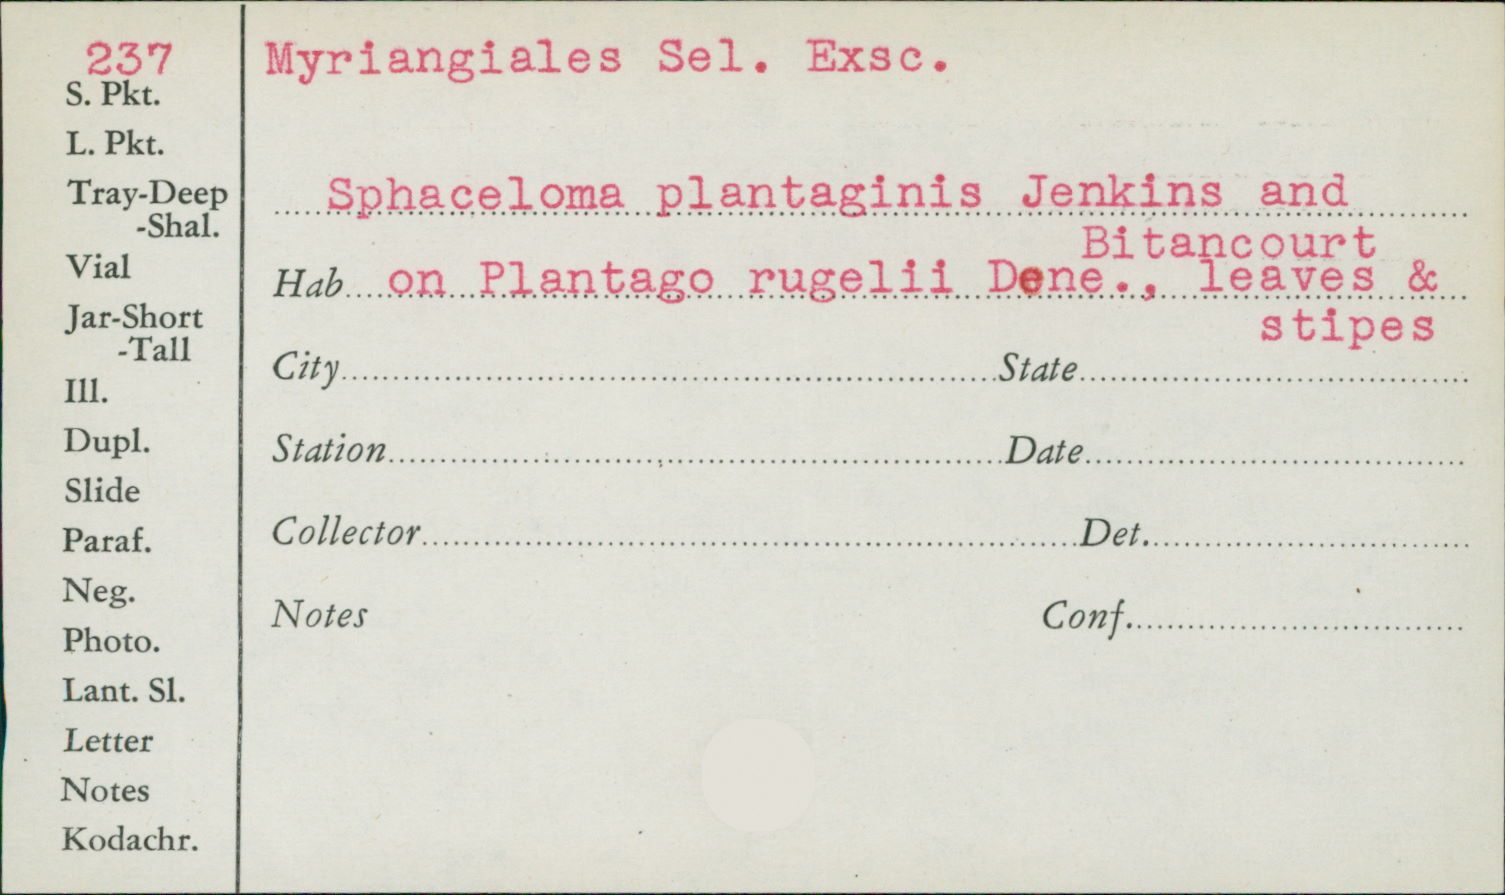 237
S. Pkt.
L. Pkt.
Tray-Deep
-Shal.
Vial
Jar-Short
-Tall
Ill.
Dupl.
Slide
Paraf.
Neg.
Photo.
Lant. Sl.
Letter
Notes
Kodachr.
Myriangiales Sel. Exsc.
Sphaceloma plantaginis Jenkins and
Bitancourt
Hab on Plantago rugelii Dene., leaves &
stipes
City State
Station Date
Collector Det.
Notes Conf.